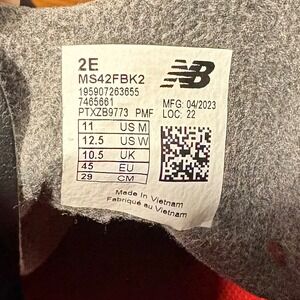 2E
MS42FBK2
195907263655
7465661
PTXZB9773 PMF
NB
MFG: 04/2023
LOC: 22
11 US M
12.5 US W
10.5 UK
45 EU
29 CM
Made in Vietnam
Fabriqué au Vietnam